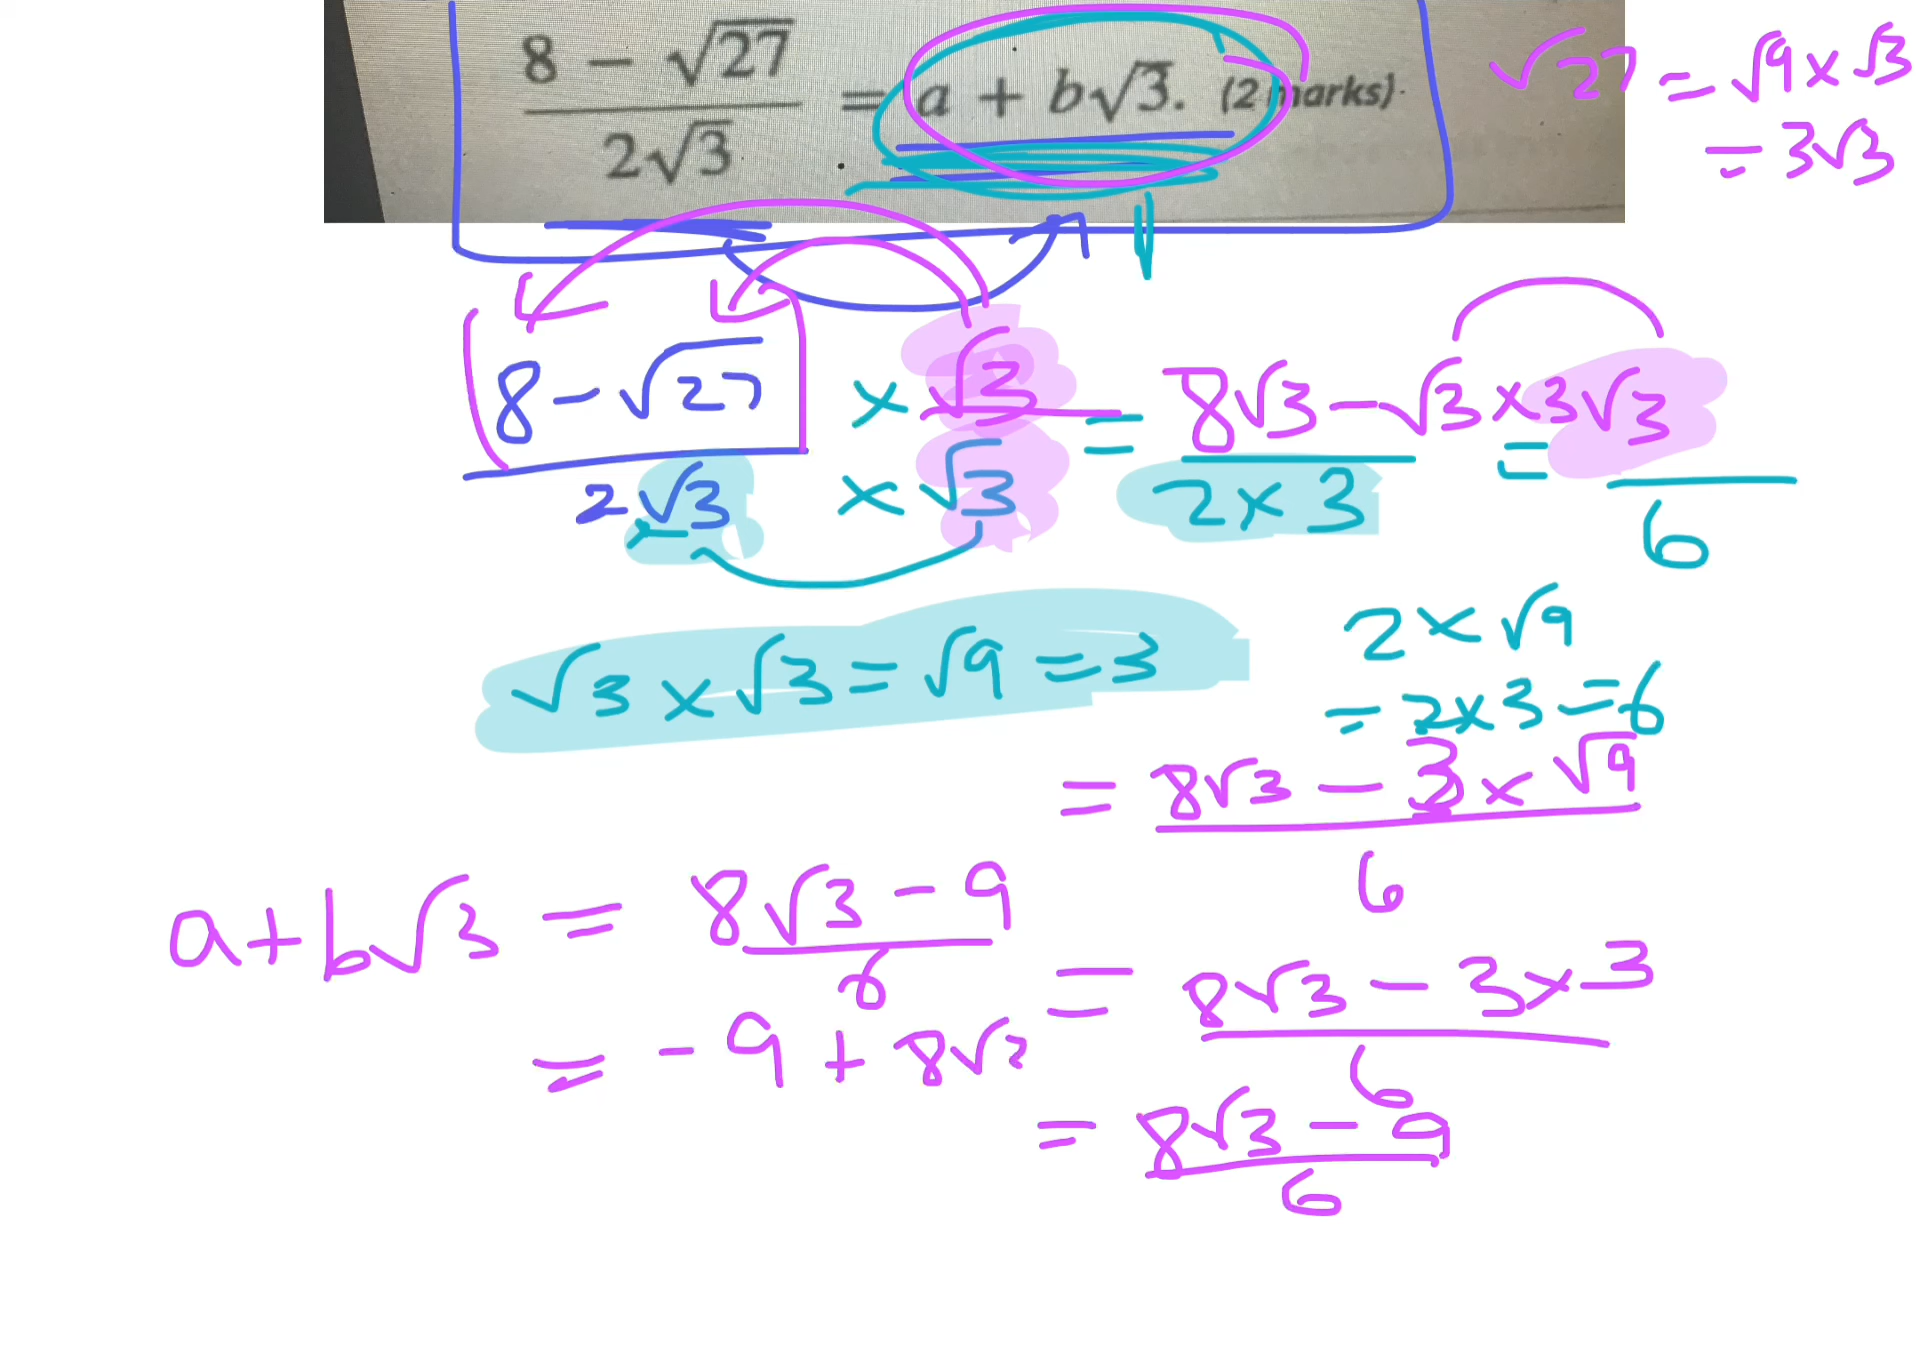 8 − √27 / 2√3 = a + b√3. (2 marks)
√27 = √9 × √3
= 3√3
8 − √27 / 2√3 × √3 / × √3 = 8√3 − √3 × 3√3 / 2 × 3 = / 6
√3 × √3 = √9 = 3
2 × √9
= 2×3 = 6
= 8√3 − 3 × √9 / 6
a+b√3 = 8√3 − 9 / 6
= 8√3 − 3×3 / 6
= −9 + 8√3
= 8√3 − 9 / 6